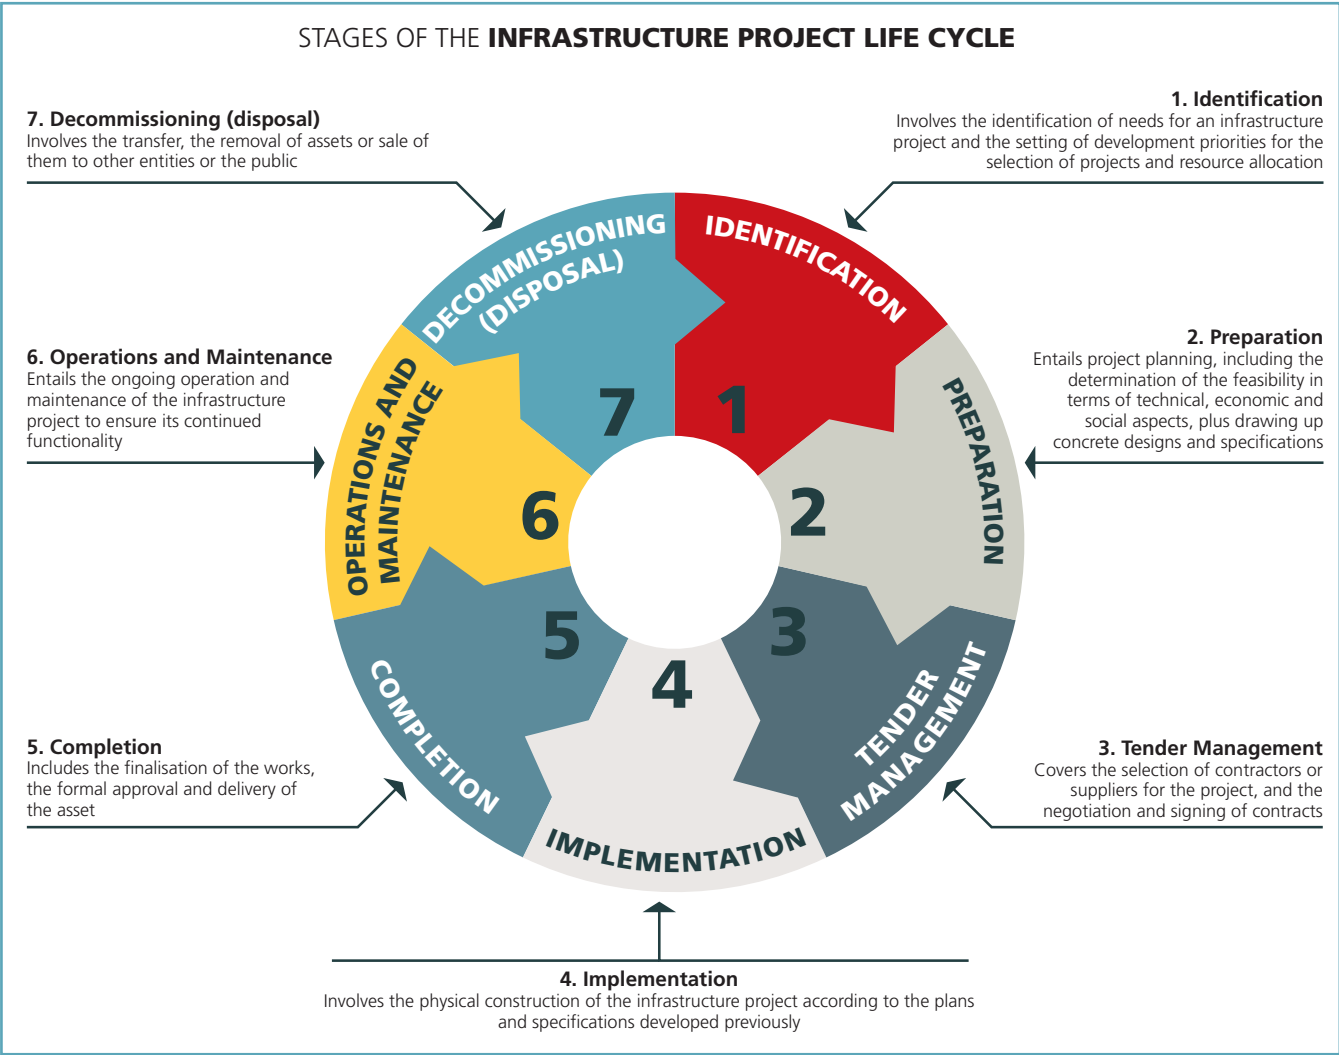 STAGES OF THE INFRASTRUCTURE PROJECT LIFE CYCLE
1. Identification
Involves the identification of needs for an infrastructure
project and the setting of development priorities for the
selection of projects and resource allocation
2. Preparation
Entails project planning, including the
determination of the feasibility in
terms of technical, economic and
social aspects, plus drawing up
concrete designs and specifications
3. Tender Management
Covers the selection of contractors or
suppliers for the project, and the
negotiation and signing of contracts
4. Implementation
Involves the physical construction of the infrastructure project according to the plans
and specifications developed previously
5. Completion
Includes the finalisation of the works,
the formal approval and delivery of
the asset
6. Operations and Maintenance
Entails the ongoing operation and
maintenance of the infrastructure
project to ensure its continued
functionality
7. Decommissioning (disposal)
Involves the transfer, the removal of assets or sale of
them to other entities or the public
IDENTIFICATION
1
PREPARATION
2
TENDER
MANAGEMENT
3
IMPLEMENTATION
4
COMPLETION
5
OPERATIONS AND
MAINTENANCE
6
DECOMMISSIONING
(DISPOSAL)
7